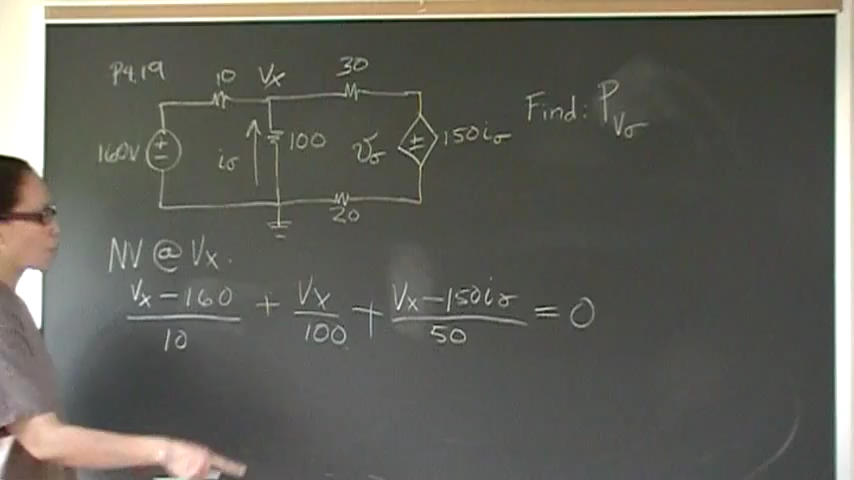 P4.19
10 Vx 30
160V + − iσ 100 vσ ± 150iσ
20
Find: Pvσ
NV @ Vx.
Vx − 160 / 10 + Vx / 100 + Vx − 150iσ / 50 = 0